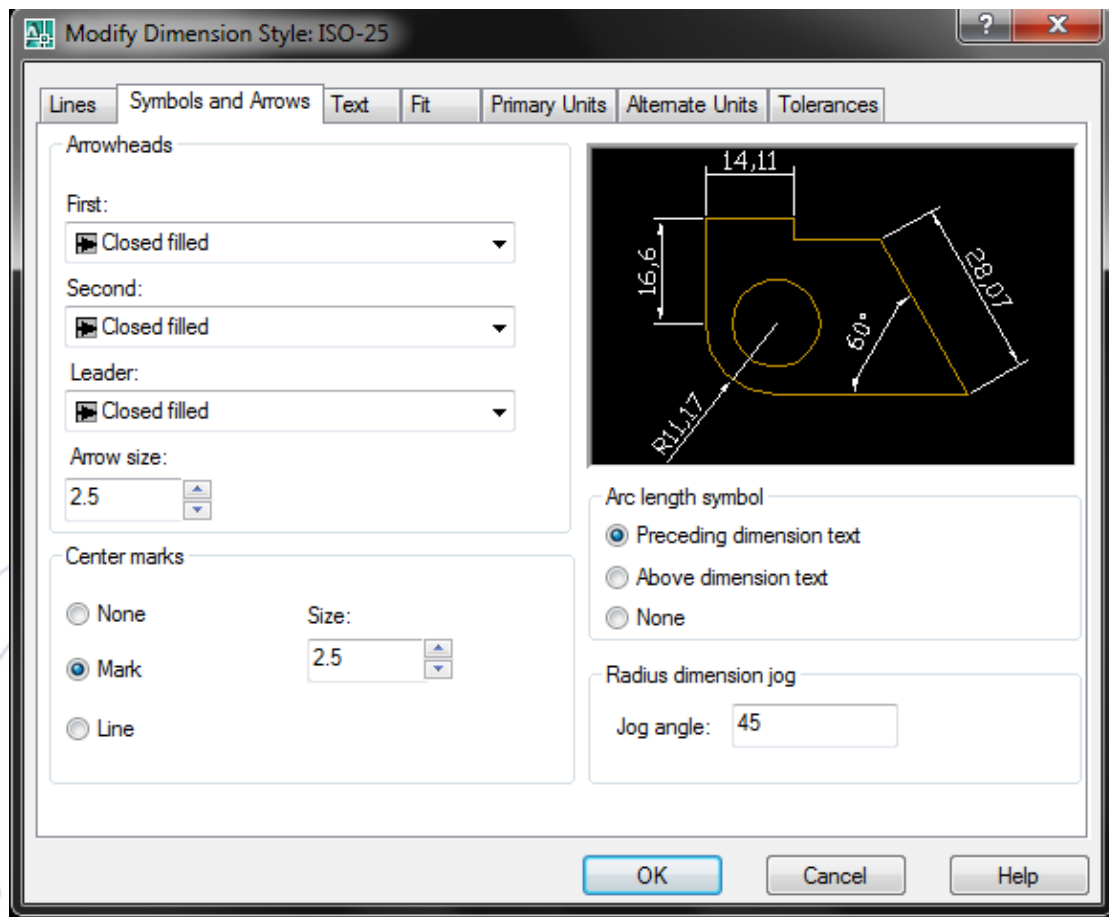 Modify Dimension Style: ISO-25
?
X
Lines
Symbols and Arrows
Text
Fit
Primary Units
Alternate Units
Tolerances
Arrowheads
First:
Closed filled
Second:
Closed filled
Leader:
Closed filled
Arrow size:
2.5
Center marks
None
Mark
Line
Size:
2.5
14,11
16,6
28,07
60°
R11,17
Arc length symbol
Preceding dimension text
Above dimension text
None
Radius dimension jog
Jog angle: 45
OK
Cancel
Help